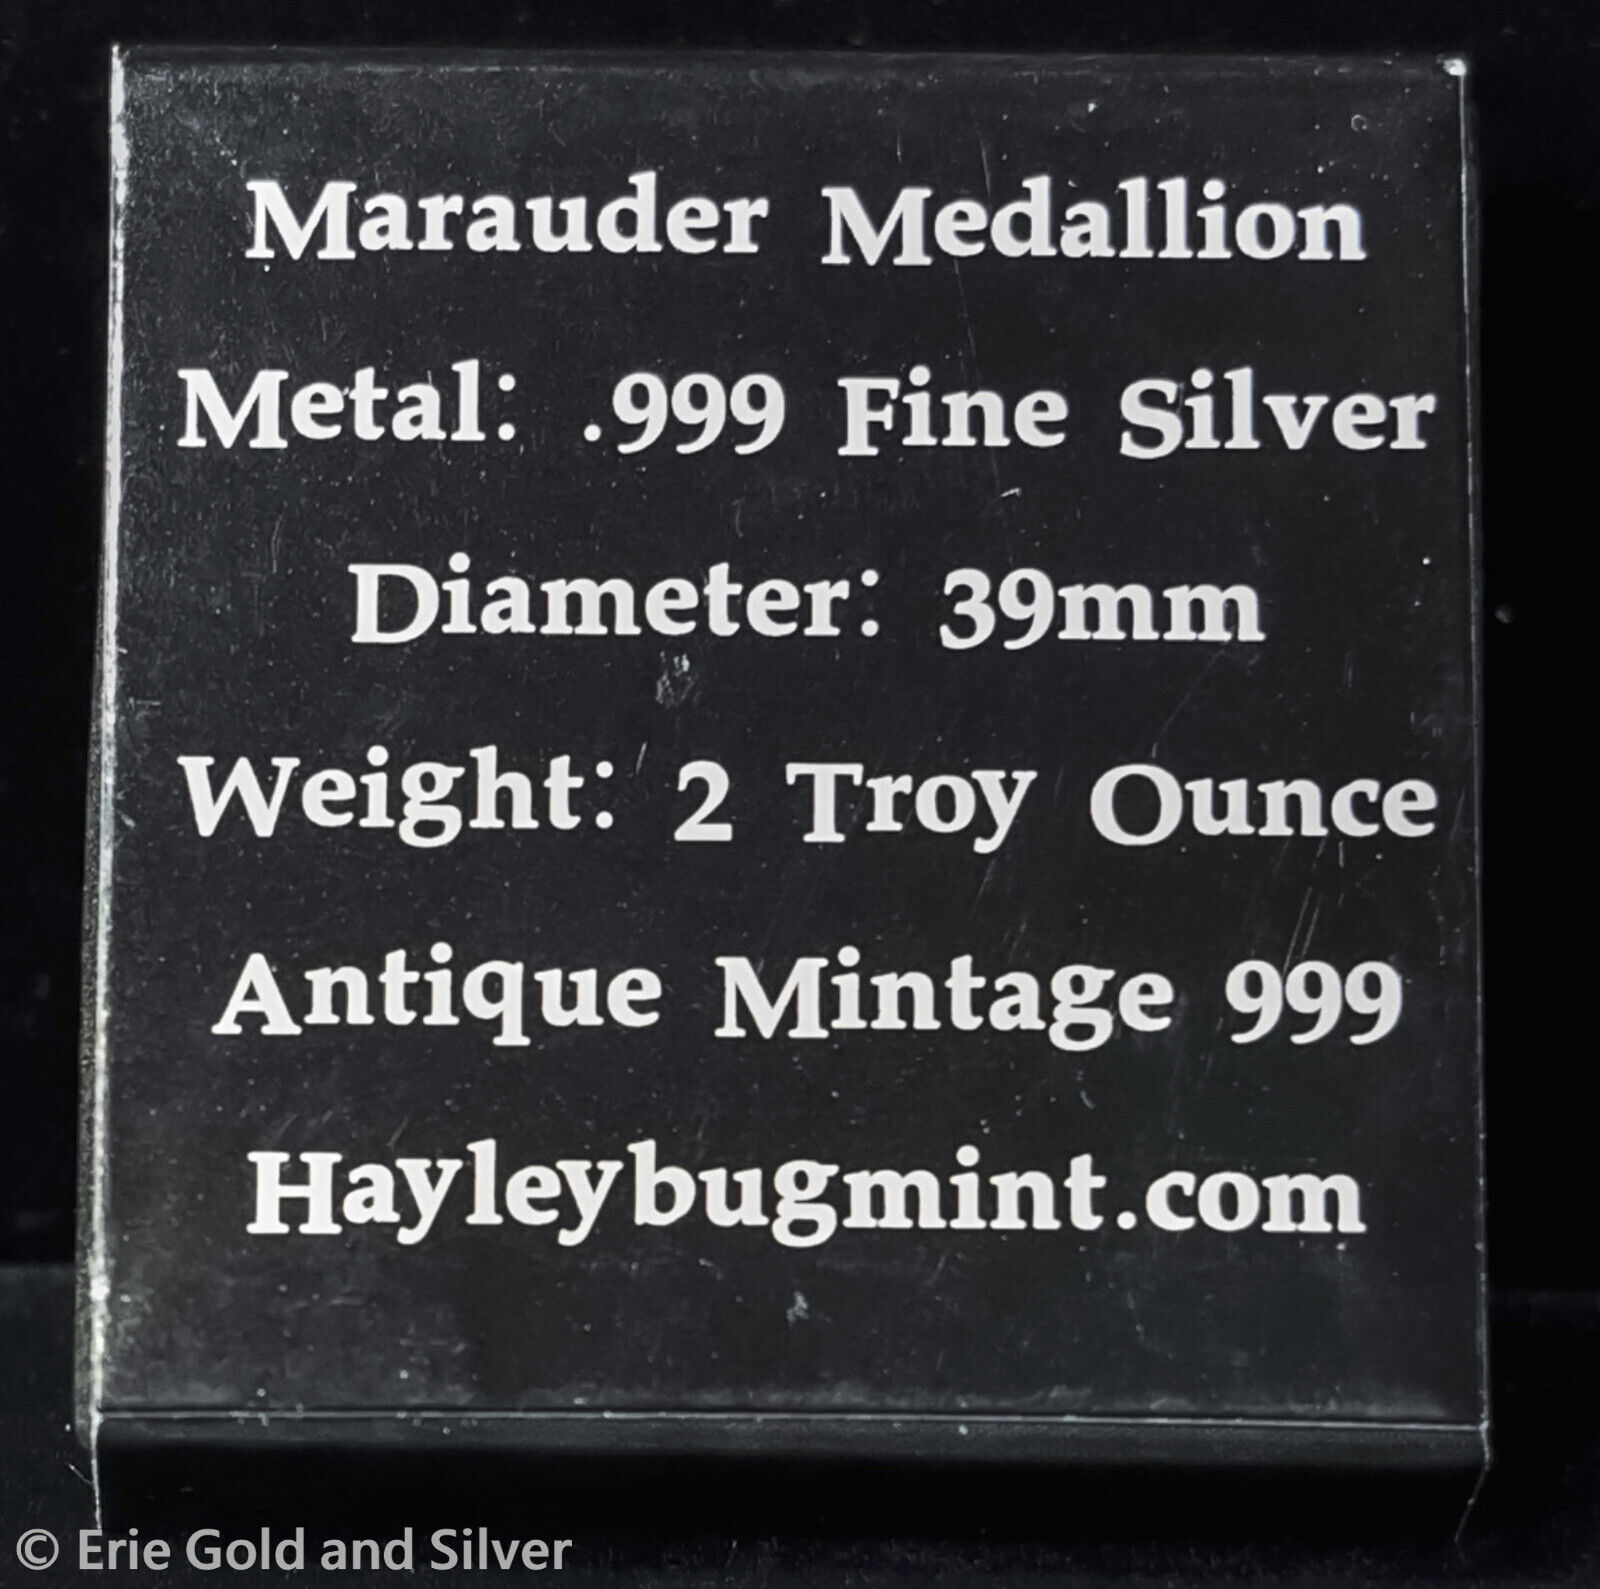 Marauder Medallion
Metal: .999 Fine Silver
Diameter: 39mm
Weight: 2 Troy Ounce
Antique Mintage 999
Hayleybugmint.com
© Erie Gold and Silver